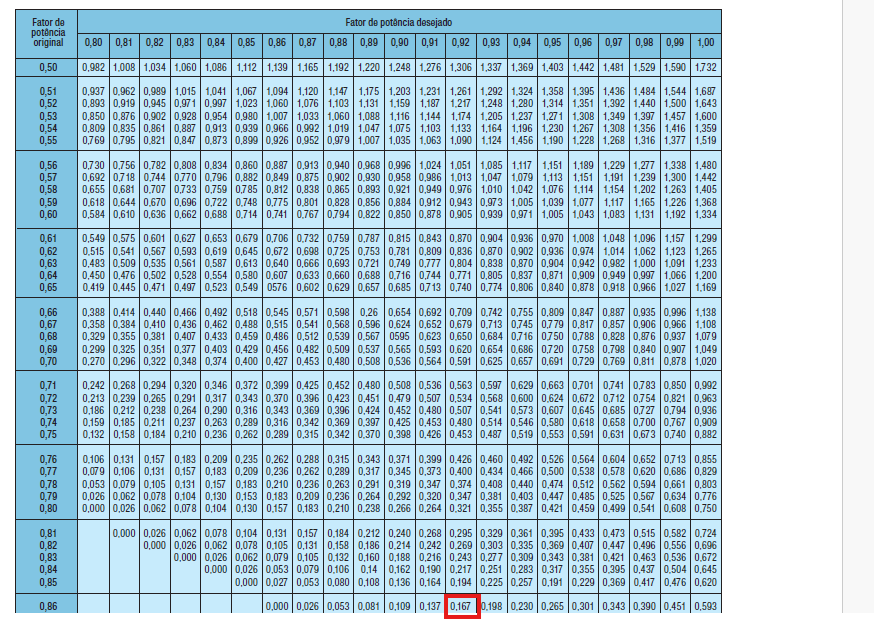 Fator de potência original
Fator de potência desejado
0,80 0,81 0,82 0,83 0,84 0,85 0,86 0,87 0,88 0,89 0,90 0,91 0,92 0,93 0,94 0,95 0,96 0,97 0,98 0,99 1,00
0,50 0,982 1,008 1,034 1,060 1,086 1,112 1,139 1,165 1,192 1,220 1,248 1,276 1,306 1,337 1,369 1,403 1,442 1,481 1,529 1,590 1,732
0,51 0,937 0,962 0,989 1,015 1,041 1,067 1,094 1,120 1,147 1,175 1,203 1,231 1,261 1,292 1,324 1,358 1,395 1,436 1,484 1,544 1,687
0,52 0,893 0,919 0,945 0,971 0,997 1,023 1,060 1,076 1,103 1,131 1,159 1,187 1,217 1,248 1,280 1,314 1,351 1,392 1,440 1,500 1,643
0,53 0,850 0,876 0,902 0,928 0,954 0,980 1,007 1,033 1,060 1,088 1,116 1,144 1,174 1,205 1,237 1,271 1,308 1,349 1,397 1,457 1,600
0,54 0,809 0,835 0,861 0,887 0,913 0,939 0,966 0,992 1,019 1,047 1,075 1,103 1,133 1,164 1,196 1,230 1,267 1,308 1,356 1,416 1,359
0,55 0,769 0,795 0,821 0,847 0,873 0,899 0,926 0,952 0,979 1,007 1,035 1,063 1,090 1,124 1,456 1,190 1,228 1,268 1,316 1,377 1,519
0,56 0,730 0,756 0,782 0,808 0,834 0,860 0,887 0,913 0,940 0,968 0,996 1,024 1,051 1,085 1,117 1,151 1,189 1,229 1,277 1,338 1,480
0,57 0,692 0,718 0,744 0,770 0,796 0,882 0,849 0,875 0,902 0,930 0,958 0,986 1,013 1,047 1,079 1,113 1,151 1,191 1,239 1,300 1,442
0,58 0,655 0,681 0,707 0,733 0,759 0,785 0,812 0,838 0,865 0,893 0,921 0,949 0,976 1,010 1,042 1,076 1,114 1,154 1,202 1,263 1,405
0,59 0,618 0,644 0,670 0,696 0,722 0,748 0,775 0,801 0,828 0,856 0,884 0,912 0,943 0,973 1,005 1,039 1,077 1,117 1,165 1,226 1,368
0,60 0,584 0,610 0,636 0,662 0,688 0,714 0,741 0,767 0,794 0,822 0,850 0,878 0,905 0,939 0,971 1,005 1,043 1,083 1,131 1,192 1,334
0,61 0,549 0,575 0,601 0,627 0,653 0,679 0,706 0,732 0,759 0,787 0,815 0,843 0,870 0,904 0,936 0,970 1,008 1,048 1,096 1,157 1,299
0,62 0,515 0,541 0,567 0,593 0,619 0,645 0,672 0,698 0,725 0,753 0,781 0,809 0,836 0,870 0,902 0,936 0,974 1,014 1,062 1,123 1,265
0,63 0,483 0,509 0,535 0,561 0,587 0,613 0,640 0,666 0,693 0,721 0,749 0,777 0,804 0,838 0,870 0,904 0,942 0,982 1,000 1,091 1,233
0,64 0,450 0,476 0,502 0,528 0,554 0,580 0,607 0,633 0,660 0,688 0,716 0,744 0,771 0,805 0,837 0,871 0,909 0,949 0,997 1,066 1,200
0,65 0,419 0,445 0,471 0,497 0,523 0,549 0576 0,602 0,629 0,657 0,685 0,713 0,740 0,774 0,806 0,840 0,878 0,918 0,966 1,027 1,169
0,66 0,388 0,414 0,440 0,466 0,492 0,518 0,545 0,571 0,598 0,26 0,654 0,692 0,709 0,742 0,755 0,809 0,847 0,887 0,935 0,996 1,138
0,67 0,358 0,384 0,410 0,436 0,462 0,488 0,515 0,541 0,568 0,596 0,624 0,652 0,679 0,713 0,745 0,779 0,817 0,857 0,906 0,966 1,108
0,68 0,329 0,355 0,381 0,407 0,433 0,459 0,486 0,512 0,539 0,567 0595 0,623 0,650 0,684 0,716 0,750 0,788 0,828 0,876 0,937 1,079
0,69 0,299 0,325 0,351 0,377 0,403 0,429 0,456 0,482 0,509 0,537 0,565 0,593 0,620 0,654 0,686 0,720 0,758 0,798 0,840 0,907 1,049
0,70 0,270 0,296 0,322 0,348 0,374 0,400 0,427 0,453 0,480 0,508 0,536 0,564 0,591 0,625 0,657 0,691 0,729 0,769 0,811 0,878 1,020
0,71 0,242 0,268 0,294 0,320 0,346 0,372 0,399 0,425 0,452 0,480 0,508 0,536 0,563 0,597 0,629 0,663 0,701 0,741 0,783 0,850 0,992
0,72 0,213 0,239 0,265 0,291 0,317 0,343 0,370 0,396 0,423 0,451 0,479 0,507 0,534 0,568 0,600 0,624 0,672 0,712 0,754 0,821 0,963
0,73 0,186 0,212 0,238 0,264 0,290 0,316 0,343 0,369 0,396 0,424 0,452 0,480 0,507 0,541 0,573 0,607 0,645 0,685 0,727 0,794 0,936
0,74 0,159 0,185 0,211 0,237 0,263 0,289 0,316 0,342 0,369 0,397 0,425 0,453 0,480 0,514 0,546 0,580 0,618 0,658 0,700 0,767 0,909
0,75 0,132 0,158 0,184 0,210 0,236 0,262 0,289 0,315 0,342 0,370 0,398 0,426 0,453 0,487 0,519 0,553 0,591 0,631 0,673 0,740 0,882
0,76 0,106 0,131 0,157 0,183 0,209 0,235 0,262 0,288 0,315 0,343 0,371 0,399 0,426 0,460 0,492 0,526 0,564 0,604 0,652 0,713 0,855
0,77 0,079 0,106 0,131 0,157 0,183 0,209 0,236 0,262 0,289 0,317 0,345 0,373 0,400 0,434 0,466 0,500 0,538 0,578 0,620 0,686 0,829
0,78 0,053 0,079 0,105 0,131 0,157 0,183 0,210 0,236 0,263 0,291 0,319 0,347 0,374 0,408 0,440 0,474 0,512 0,562 0,594 0,661 0,803
0,79 0,026 0,062 0,078 0,104 0,130 0,153 0,183 0,209 0,236 0,264 0,292 0,320 0,347 0,381 0,403 0,447 0,485 0,525 0,567 0,634 0,776
0,80 0,000 0,026 0,062 0,078 0,104 0,130 0,157 0,183 0,210 0,238 0,266 0,264 0,321 0,355 0,387 0,421 0,459 0,499 0,541 0,608 0,750
0,81 0,000 0,026 0,062 0,078 0,104 0,131 0,157 0,184 0,212 0,240 0,268 0,295 0,329 0,361 0,395 0,433 0,473 0,515 0,582 0,724
0,82 0,000 0,026 0,062 0,078 0,105 0,131 0,158 0,186 0,214 0,242 0,269 0,303 0,335 0,369 0,407 0,447 0,496 0,556 0,696
0,83 0,000 0,026 0,062 0,079 0,105 0,132 0,160 0,188 0,216 0,243 0,277 0,309 0,343 0,381 0,421 0,463 0,536 0,672
0,84 0,000 0,026 0,053 0,079 0,106 0,14 0,162 0,190 0,217 0,251 0,283 0,317 0,355 0,395 0,437 0,504 0,645
0,85 0,000 0,027 0,053 0,080 0,108 0,136 0,164 0,194 0,225 0,257 0,191 0,229 0,369 0,417 0,476 0,620
0,86 0,000 0,026 0,053 0,081 0,109 0,137 0,167 0,198 0,230 0,265 0,301 0,343 0,390 0,451 0,593